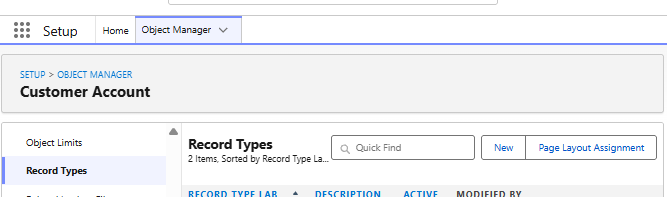 Setup Home Object Manager
SETUP > OBJECT MANAGER
Customer Account
Object Limits
Record Types
Record Types
2 Items, Sorted by Record Type La...
Quick Find
New Page Layout Assignment
RECORD TYPE LAB DESCRIPTION ACTIVE MODIFIED BY